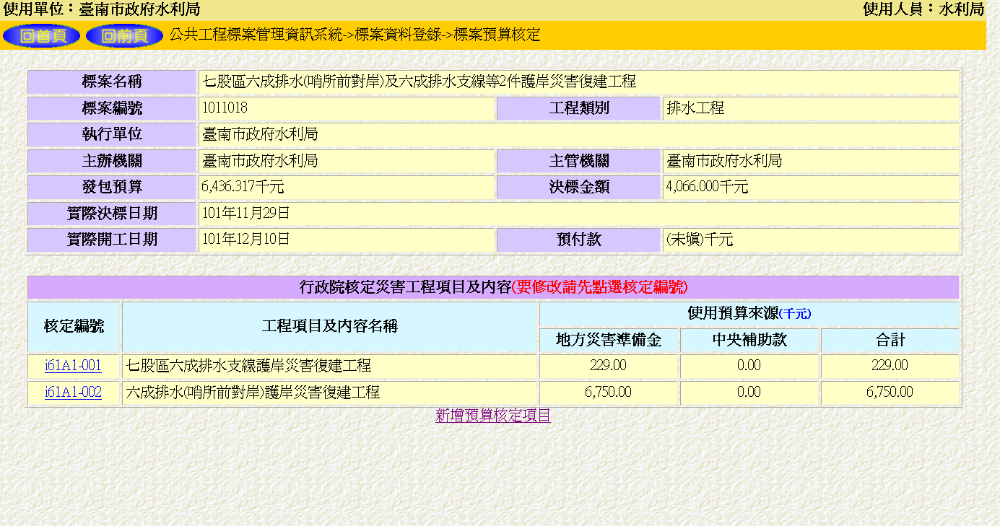 使用單位：臺南市政府水利局 使用人員：水利局
回首頁 回前頁 公共工程標案管理資訊系統->標案資料登錄->標案預算核定
標案名稱 七股區六成排水(哨所前對岸)及六成排水支線等2件護岸災害復建工程
標案編號 1011018 工程類別 排水工程
執行單位 臺南市政府水利局
主辦機關 臺南市政府水利局 主管機關 臺南市政府水利局
發包預算 6,436.317千元 決標金額 4,066.000千元
實際決標日期 101年11月29日
實際開工日期 101年12月10日 預付款 (未塡)千元
行政院核定災害工程項目及內容(要修改請先點選核定編號)
核定編號 工程項目及內容名稱 使用預算來源(千元)
地方災害準備金 中央補助款 合計
i61A1-001 七股區六成排水支線護岸災害復建工程 229.00 0.00 229.00
i61A1-002 六成排水(哨所前對岸)護岸災害復建工程 6,750.00 0.00 6,750.00
新增預算核定項目